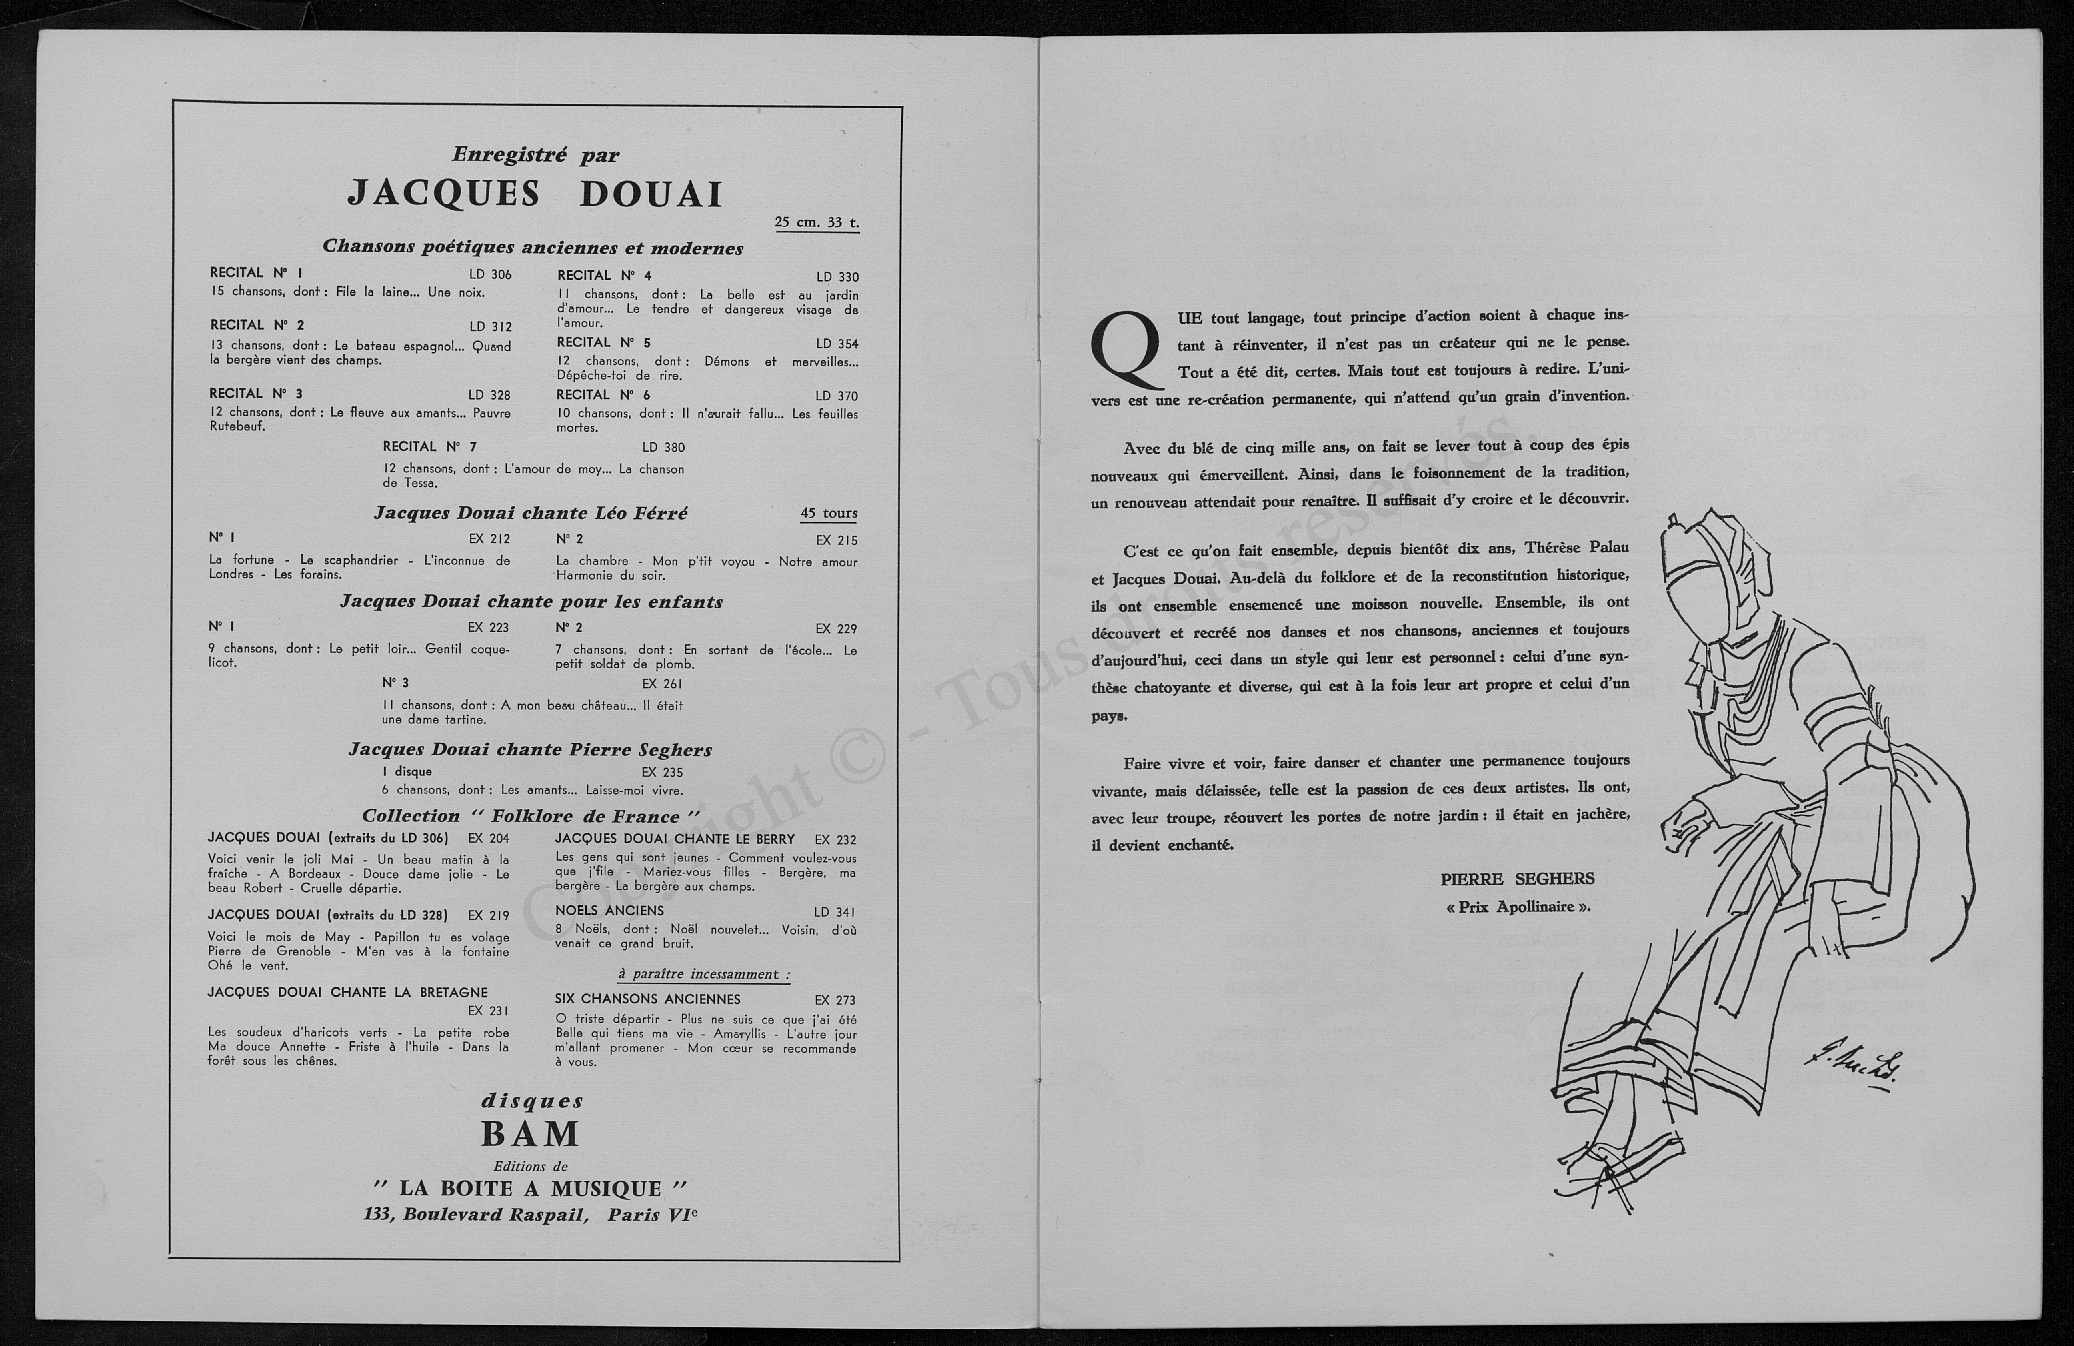 Enregistré par
JACQUES DOUAI
25 cm. 33 t.
Chansons poétiques anciennes et modernes
RECITAL N° 1 LD 306
15 chansons, dont : File la laine... Une noix.
RECITAL N° 2 LD 312
13 chansons, dont : Le bateau espagnol... Quand
la bergère vient des champs.
RECITAL N° 3 LD 328
12 chansons, dont : Le fleuve aux amants... Pauvre
Rutebeuf.
RECITAL N° 4 LD 330
11 chansons, dont : La belle est au jardin
d'amour... Le tendre et dangereux visage de
l'amour.
RECITAL N° 5 LD 354
12 chansons, dont : Démons et merveilles...
Dépêche-toi de rire.
RECITAL N° 6 LD 370
10 chansons, dont : Il n'aurait fallu... Les feuilles
mortes.
RECITAL N° 7 LD 380
12 chansons, dont : L'amour de moy... La chanson
de Tessa.
Jacques Douai chante Léo Férré 45 tours
N° 1 EX 212
La fortune - Le scaphandrier - L'inconnue de
Londres - Les forains.
N° 2 EX 215
La chambre - Mon p'tit voyou - Notre amour
Harmonie du soir.
Jacques Douai chante pour les enfants
N° 1 EX 223
9 chansons, dont : Le petit loir... Gentil coque-
licot.
N° 2 EX 229
7 chansons, dont : En sortant de l'école... Le
petit soldat de plomb.
N° 3 EX 261
11 chansons, dont : A mon beau château... Il était
une dame tartine.
Jacques Douai chante Pierre Seghers
1 disque EX 235
6 chansons, dont : Les amants... Laisse-moi vivre.
Collection " Folklore de France "
JACQUES DOUAI (extraits du LD 306) EX 204
Voici venir le joli Mai - Un beau matin à la
fraîche - A Bordeaux - Douce dame jolie - Le
beau Robert - Cruelle départie.
JACQUES DOUAI (extraits du LD 328) EX 219
Voici le mois de May - Papillon tu es volage
Pierre de Grenoble - M'en vas à la fontaine
Ohé le vent.
JACQUES DOUAI CHANTE LA BRETAGNE
EX 231
Les soudeux d'haricots verts - La petite robe
Ma douce Annette - Friste à l'huile - Dans la
forêt sous les chênes.
JACQUES DOUAI CHANTE LE BERRY EX 232
Les gens qui sont jeunes - Comment voulez-vous
que j'file - Mariez-vous filles - Bergère, ma
bergère - La bergère aux champs.
NOELS ANCIENS LD 341
8 Noëls, dont : Noël nouvelet... Voisin, d'où
venait ce grand bruit.
à paraître incessamment :
SIX CHANSONS ANCIENNES EX 273
O triste départir - Plus ne suis ce que j'ai été
Belle qui tiens ma vie - Amaryllis - L'autre jour
m'allant promener - Mon cœur se recommande
à vous.
disques
BAM
Editions de
" LA BOITE A MUSIQUE "
133, Boulevard Raspail, Paris VIe
QUE tout langage, tout principe d'action soient à chaque ins-
tant à réinventer, il n'est pas un créateur qui ne le pense.
Tout a été dit, certes. Mais tout est toujours à redire. L'uni-
vers est une re-création permanente, qui n'attend qu'un grain d'invention.
Avec du blé de cinq mille ans, on fait se lever tout à coup des épis
nouveaux qui émerveillent. Ainsi, dans le foisonnement de la tradition,
un renouveau attendait pour renaître. Il suffisait d'y croire et le découvrir.
C'est ce qu'on fait ensemble, depuis bientôt dix ans, Thérèse Palau
et Jacques Douai. Au-delà du folklore et de la reconstitution historique,
ils ont ensemble ensemencé une moisson nouvelle. Ensemble, ils ont
découvert et recréé nos danses et nos chansons, anciennes et toujours
d'aujourd'hui, ceci dans un style qui leur est personnel : celui d'une syn-
thèse chatoyante et diverse, qui est à la fois leur art propre et celui d'un
pays.
Faire vivre et voir, faire danser et chanter une permanence toujours
vivante, mais délaissée, telle est la passion de ces deux artistes. Ils ont,
avec leur troupe, réouvert les portes de notre jardin : il était en jachère,
il devient enchanté.
PIERRE SEGHERS
« Prix Apollinaire ».
Copyright © - Tous droits réservés.